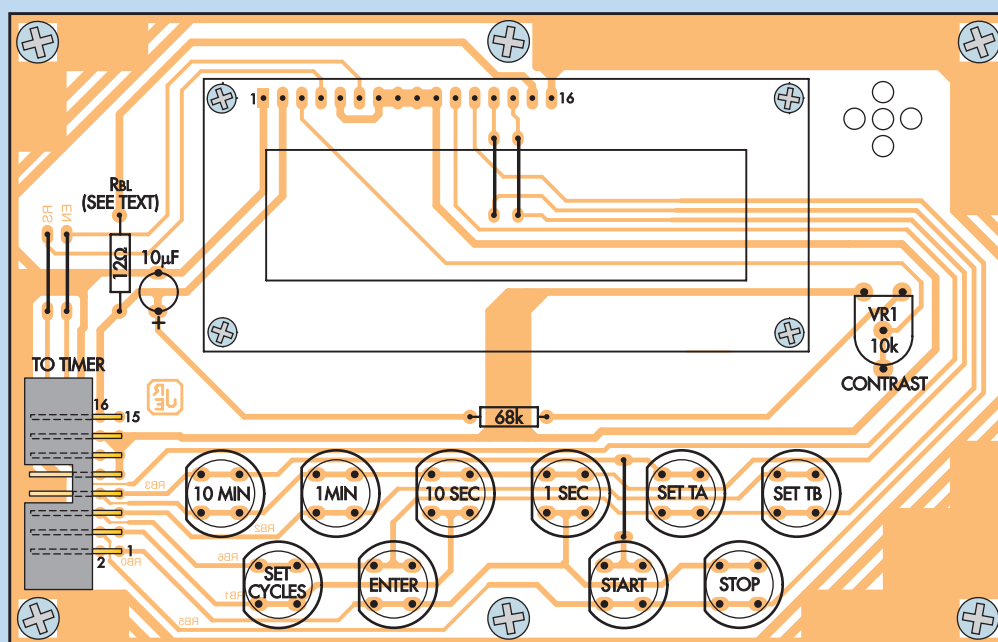 1
16
RBL
(SEE TEXT)
RS
EN
12Ω
10µF
+
VR1
10k
CONTRAST
TO TIMER
16
15
JRE
68k
RB3
10 MIN
1MIN
10 SEC
1 SEC
SET TA
SET TB
RB2
1
2
RB0
RB6
SET
CYCLES
ENTER
START
STOP
RB1
RB5